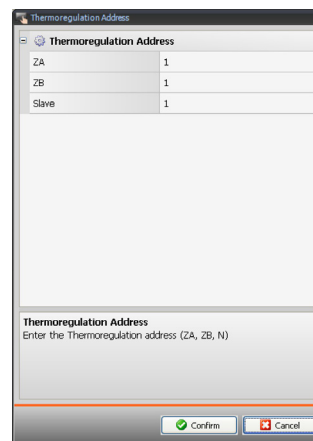 Thermoregulation Address
Thermoregulation Address
ZA 1
ZB 1
Slave 1
Thermoregulation Address
Enter the Thermoregulation address (ZA, ZB, N)
Confirm Cancel